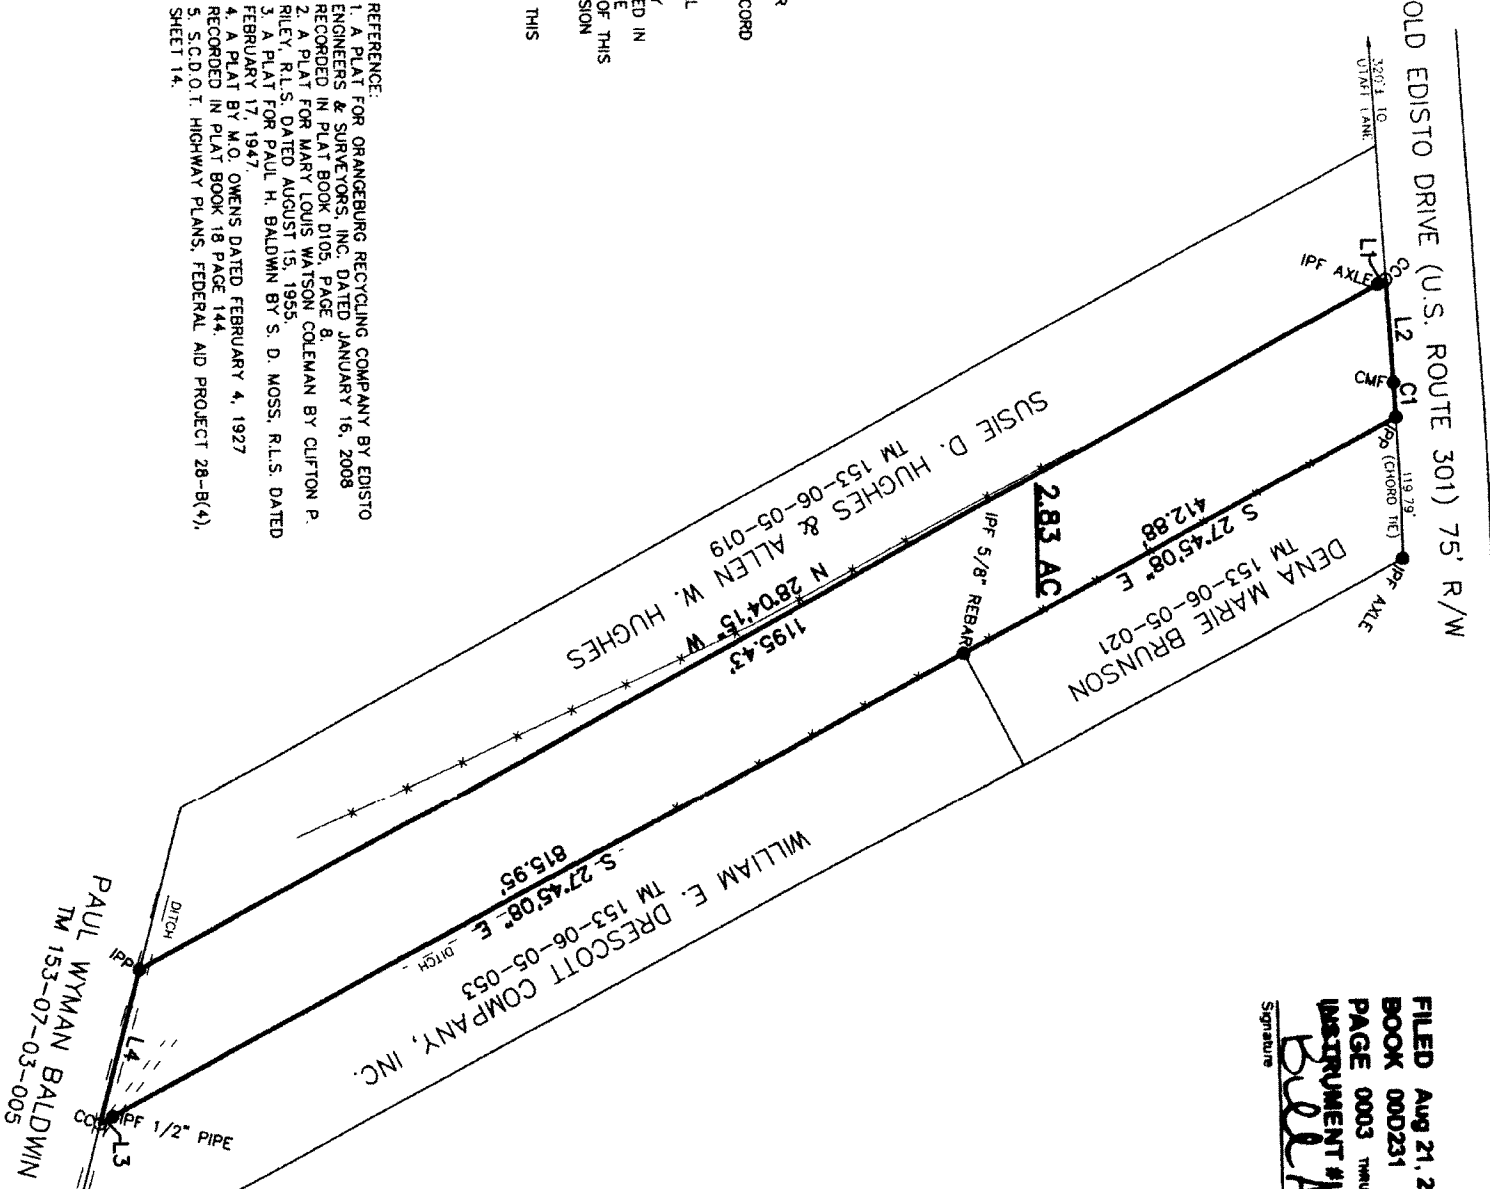 OLD EDISTO DRIVE (U.S. ROUTE 301) 75' R/W
320'± TO
UTAFT LANE
L1
IPF AXLE
CC
L2
CMF
C1
119.79'
(CHORD TIE)
IPF AXLE
SUSIE D. HUGHES & ALLEN W. HUGHES
TM 153-06-05-019
N 28°04'15" W
1195.43'
2.83 AC
IPF 5/8" REBAR
S 27°45'08" E
412.88'
DENA MARIE BRUNSON
TM 153-06-05-021
S 27°45'08" E
815.95'
DITCH
WILLIAM E. DRESCOTT COMPANY, INC.
TM 153-06-05-053
DITCH
IPP
L4
CC
IPF 1/2" PIPE
L3
PAUL WYMAN BALDWIN
TM 153-07-03-005
R
CORD
L
Y
ED IN
E
OF THIS
SION
THIS
REFERENCE:
1. A PLAT FOR ORANGEBURG RECYCLING COMPANY BY EDISTO
ENGINEERS & SURVEYORS, INC. DATED JANUARY 16, 2008
RECORDED IN PLAT BOOK D105, PAGE 8.
2. A PLAT FOR MARY LOUIS WATSON COLEMAN BY CLIFTON P.
RILEY, R.L.S. DATED AUGUST 15, 1955.
3. A PLAT FOR PAUL H. BALDWIN BY S. D. MOSS, R.L.S. DATED
FEBRUARY 17, 1947.
4. A PLAT BY M.O. OWENS DATED FEBRUARY 4, 1927
RECORDED IN PLAT BOOK 18 PAGE 144.
5. S.C.D.O.T. HIGHWAY PLANS, FEDERAL AID PROJECT 28-B(4),
SHEET 14.
FILED Aug 21, 2
BOOK 00D231
PAGE 0003 THRU
INSTRUMENT #
Signature
Bill